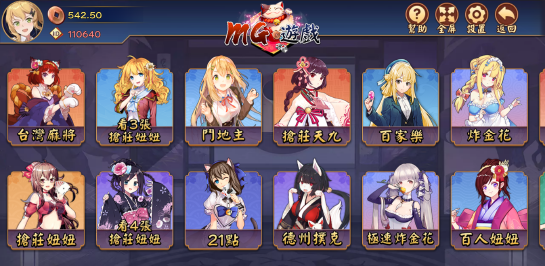 542.50
ID 110640
MG遊戲
幫助
全屏
設置
返回
台灣麻將
看3張
搶莊妞妞
鬥地主
搶莊天九
百家樂
炸金花
搶莊妞妞
看4張
搶莊妞妞
21點
德州撲克
極速炸金花
百人妞妞